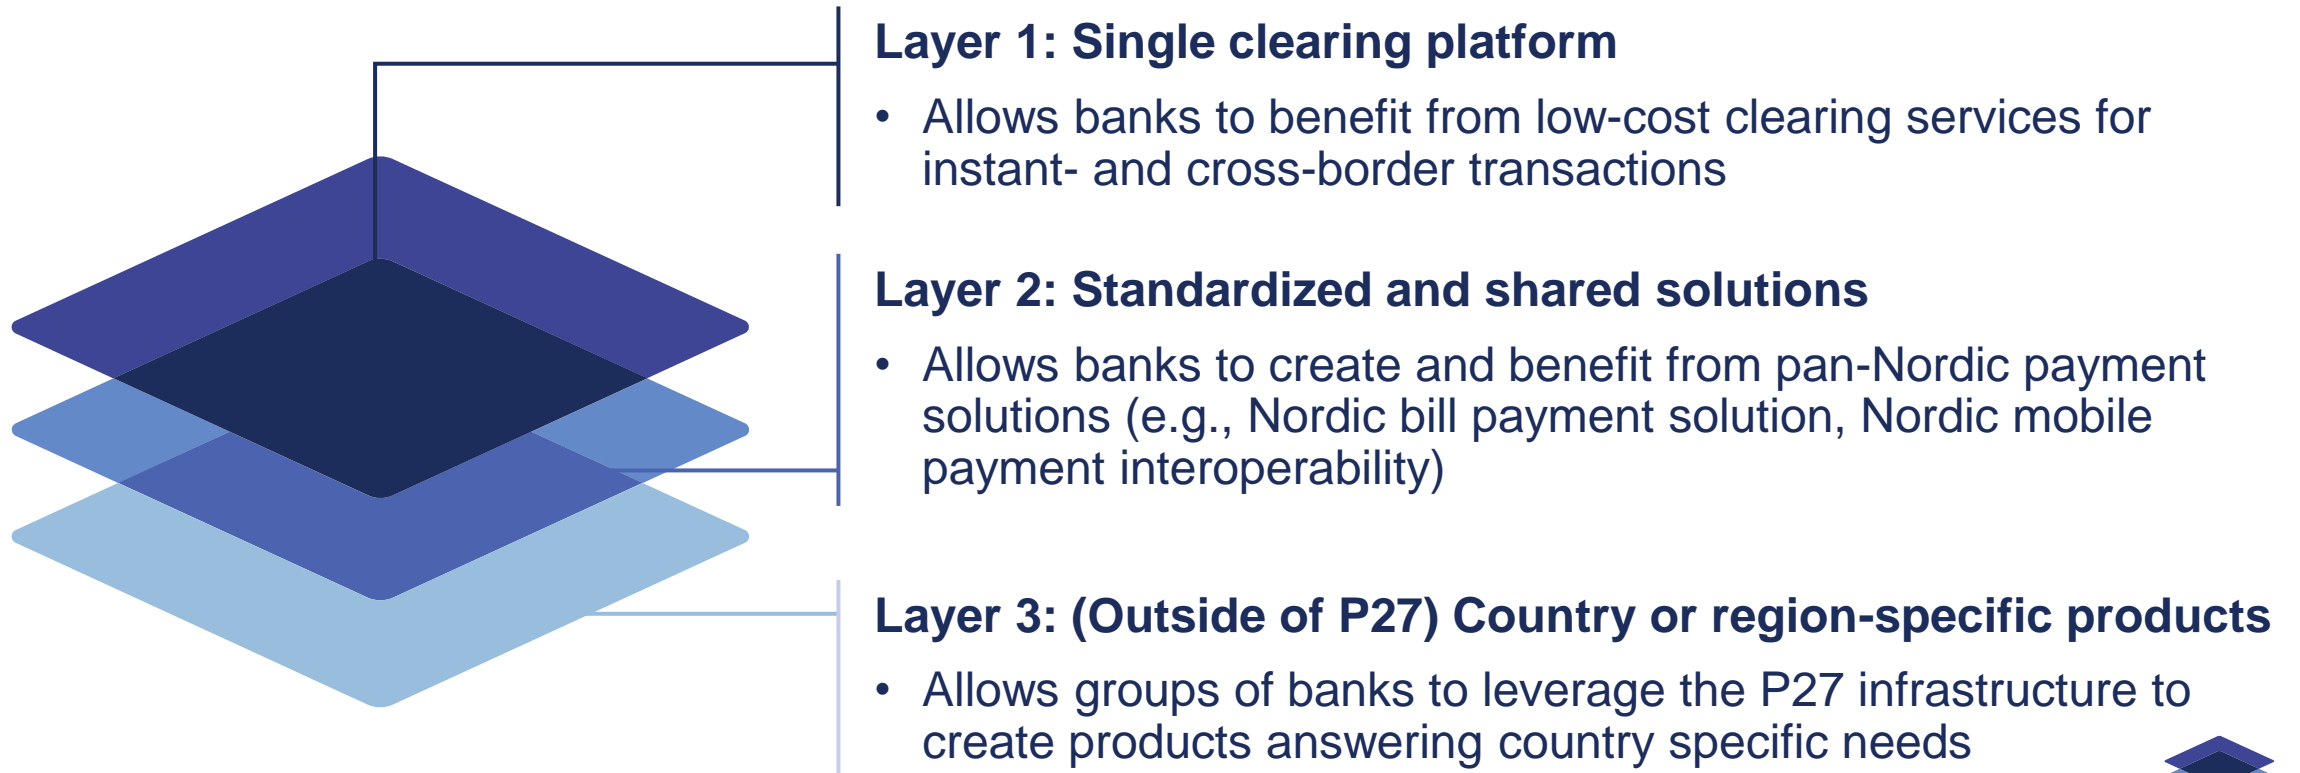 Layer 1: Single clearing platform
• Allows banks to benefit from low-cost clearing services for
instant- and cross-border transactions
Layer 2: Standardized and shared solutions
• Allows banks to create and benefit from pan-Nordic payment
solutions (e.g., Nordic bill payment solution, Nordic mobile
payment interoperability)
Layer 3: (Outside of P27) Country or region-specific products
• Allows groups of banks to leverage the P27 infrastructure to
create products answering country specific needs